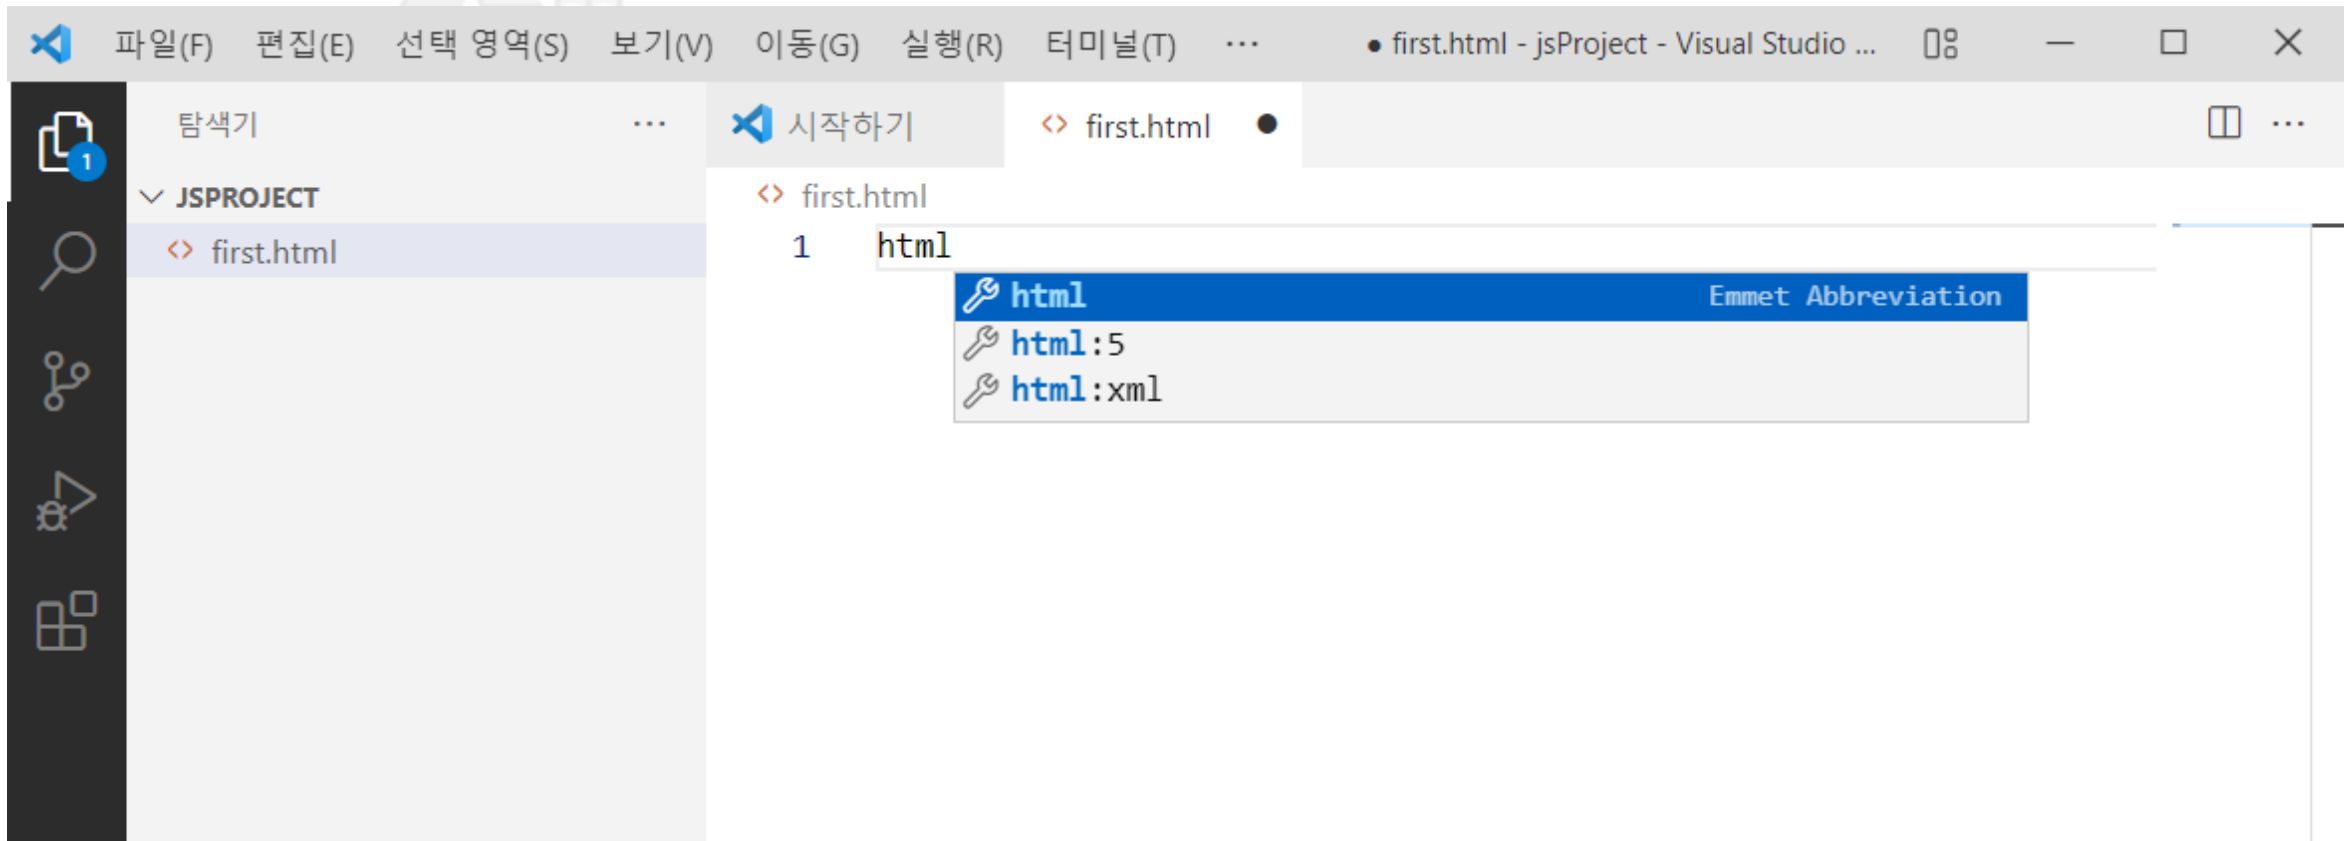 파일(F) 편집(E) 선택 영역(S) 보기(V) 이동(G) 실행(R) 터미널(T) ··· ● first.html - jsProject - Visual Studio ...
탐색기 ···
시작하기 first.html ● ···
1
JSPROJECT
first.html
first.html
1 html
html Emmet Abbreviation
html:5
html:xml